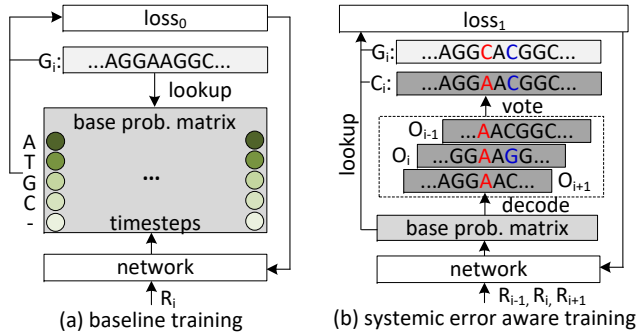 loss0
Gi: ...AGGAAGGC...
lookup
base prob. matrix
A
T
G
C
-
...
timesteps
network
Ri
(a) baseline training
loss1
Gi: ...AGGCACGGC...
Ci: ...AGGAACGGC...
vote
lookup
Oi-1 ...AACGGC...
Oi ...GGAAGG...
...AGGAAC... Oi+1
decode
base prob. matrix
network
Ri-1, Ri, Ri+1
(b) systemic error aware training